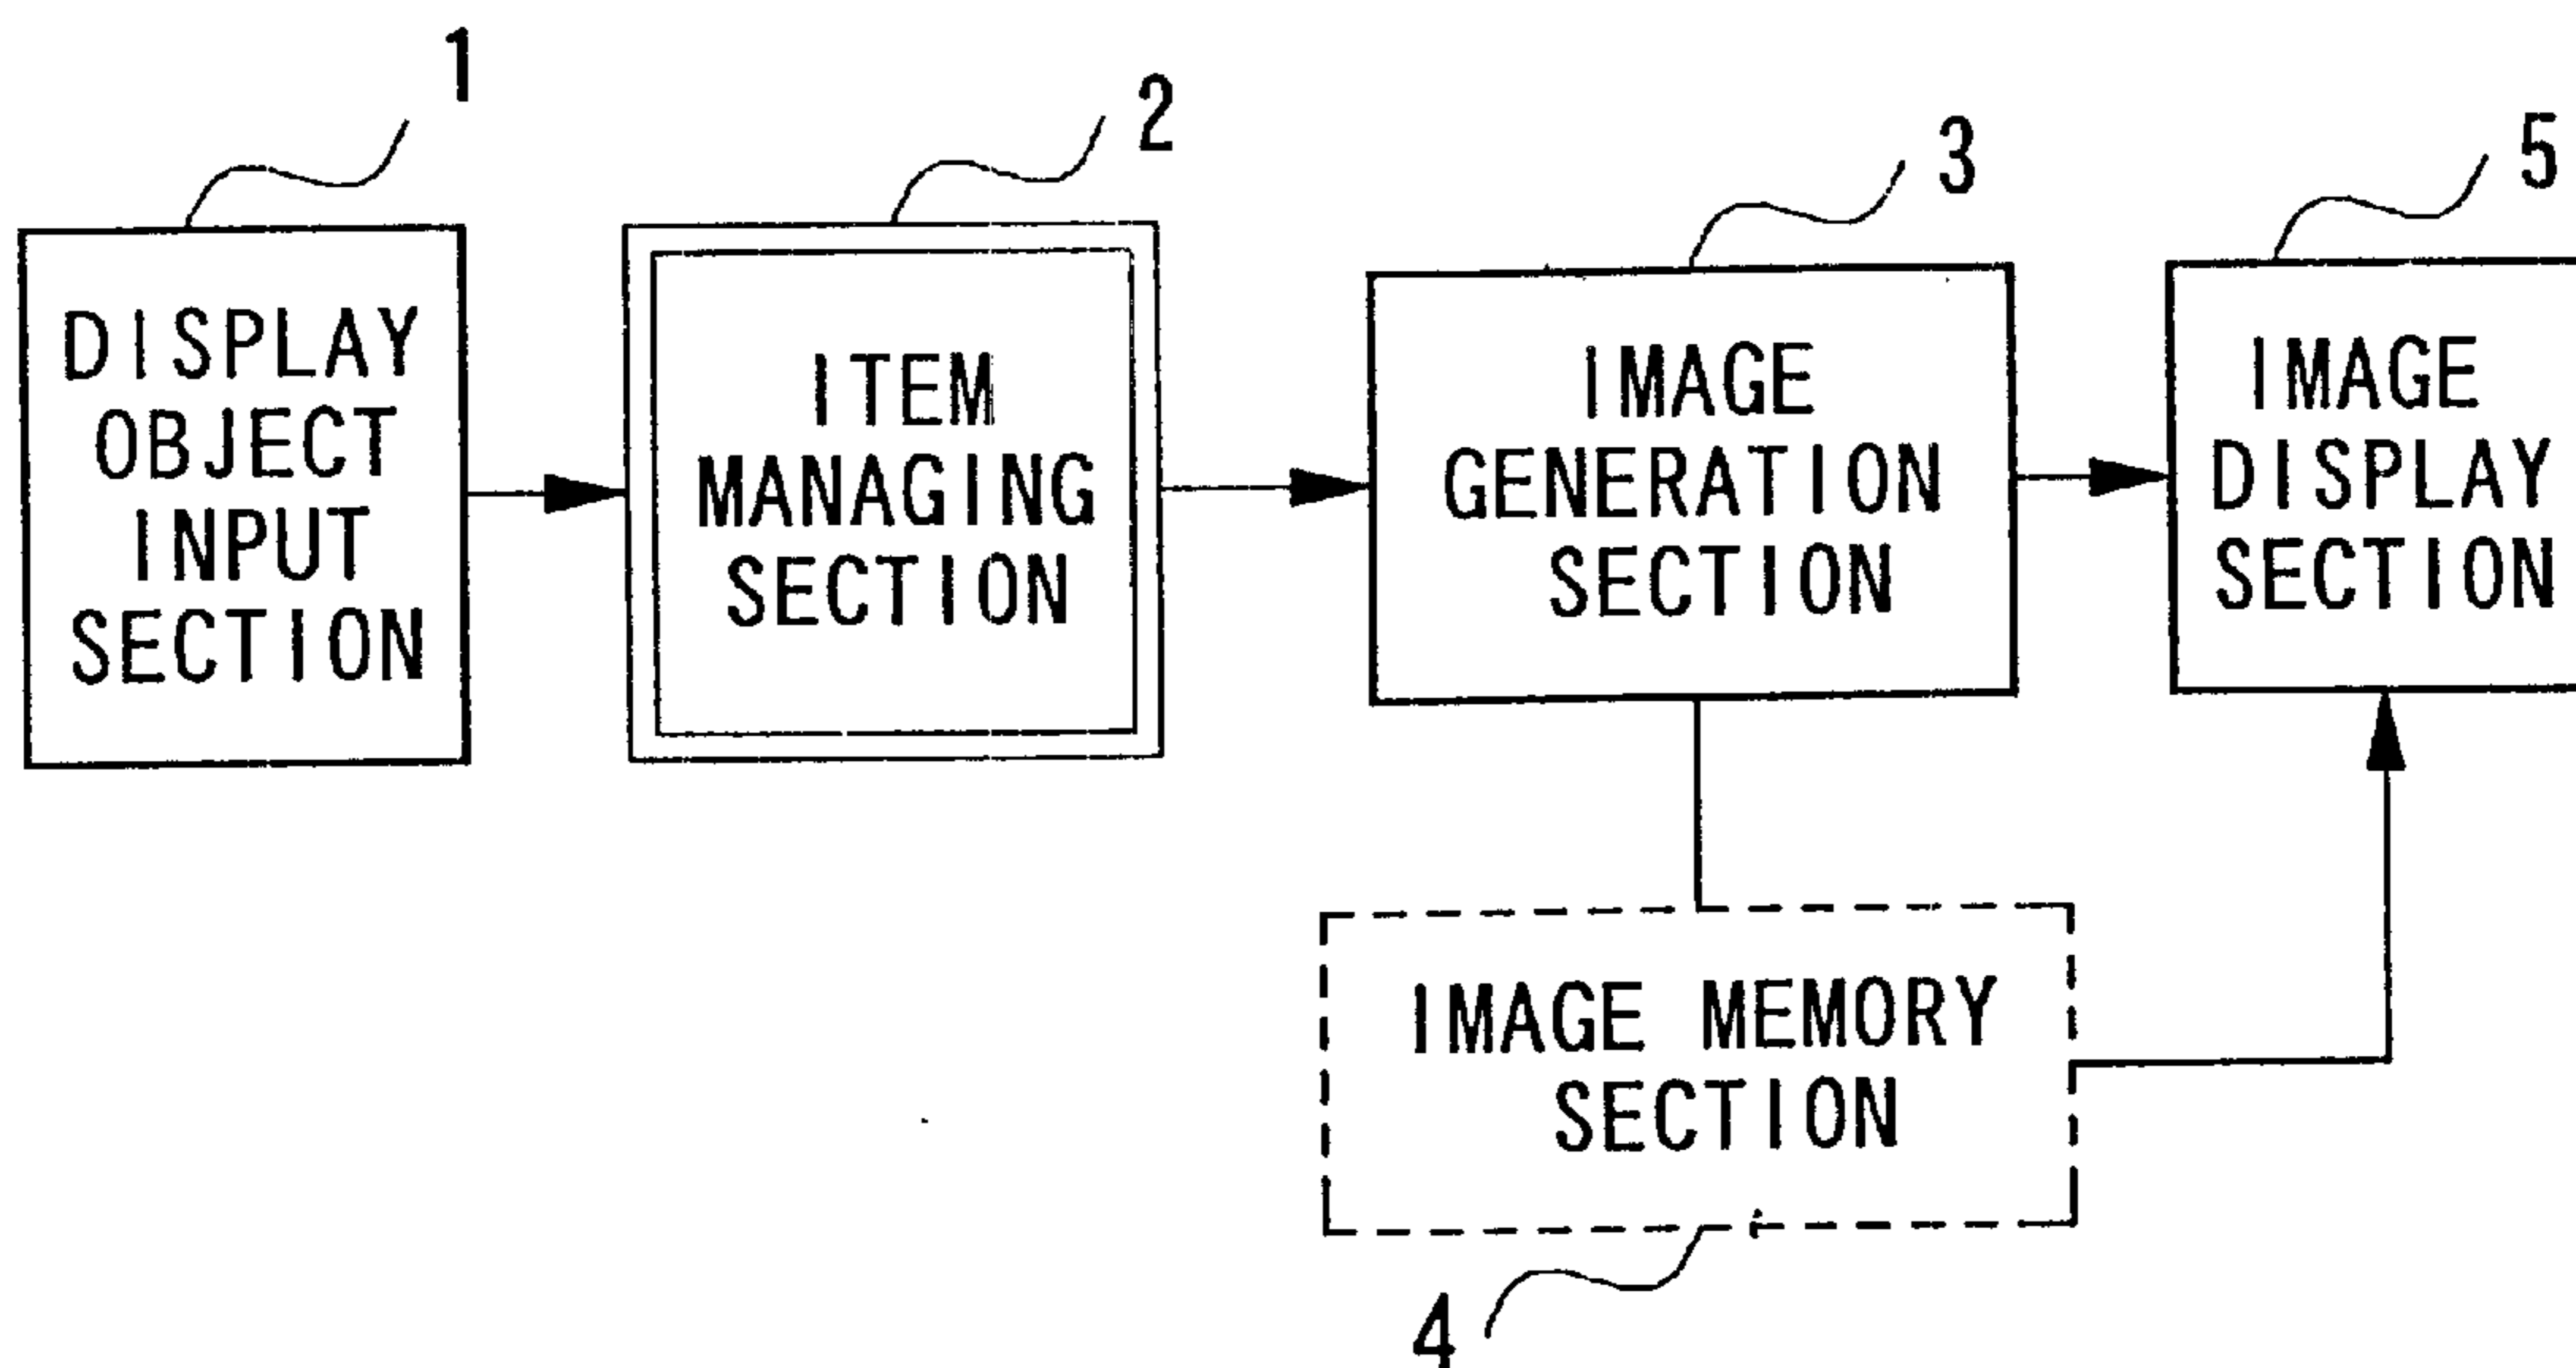 1
DISPLAY
OBJECT
INPUT
SECTION
2
ITEM
MANAGING
SECTION
3
IMAGE
GENERATION
SECTION
5
IMAGE
DISPLAY
SECTION
IMAGE MEMORY
SECTION
4